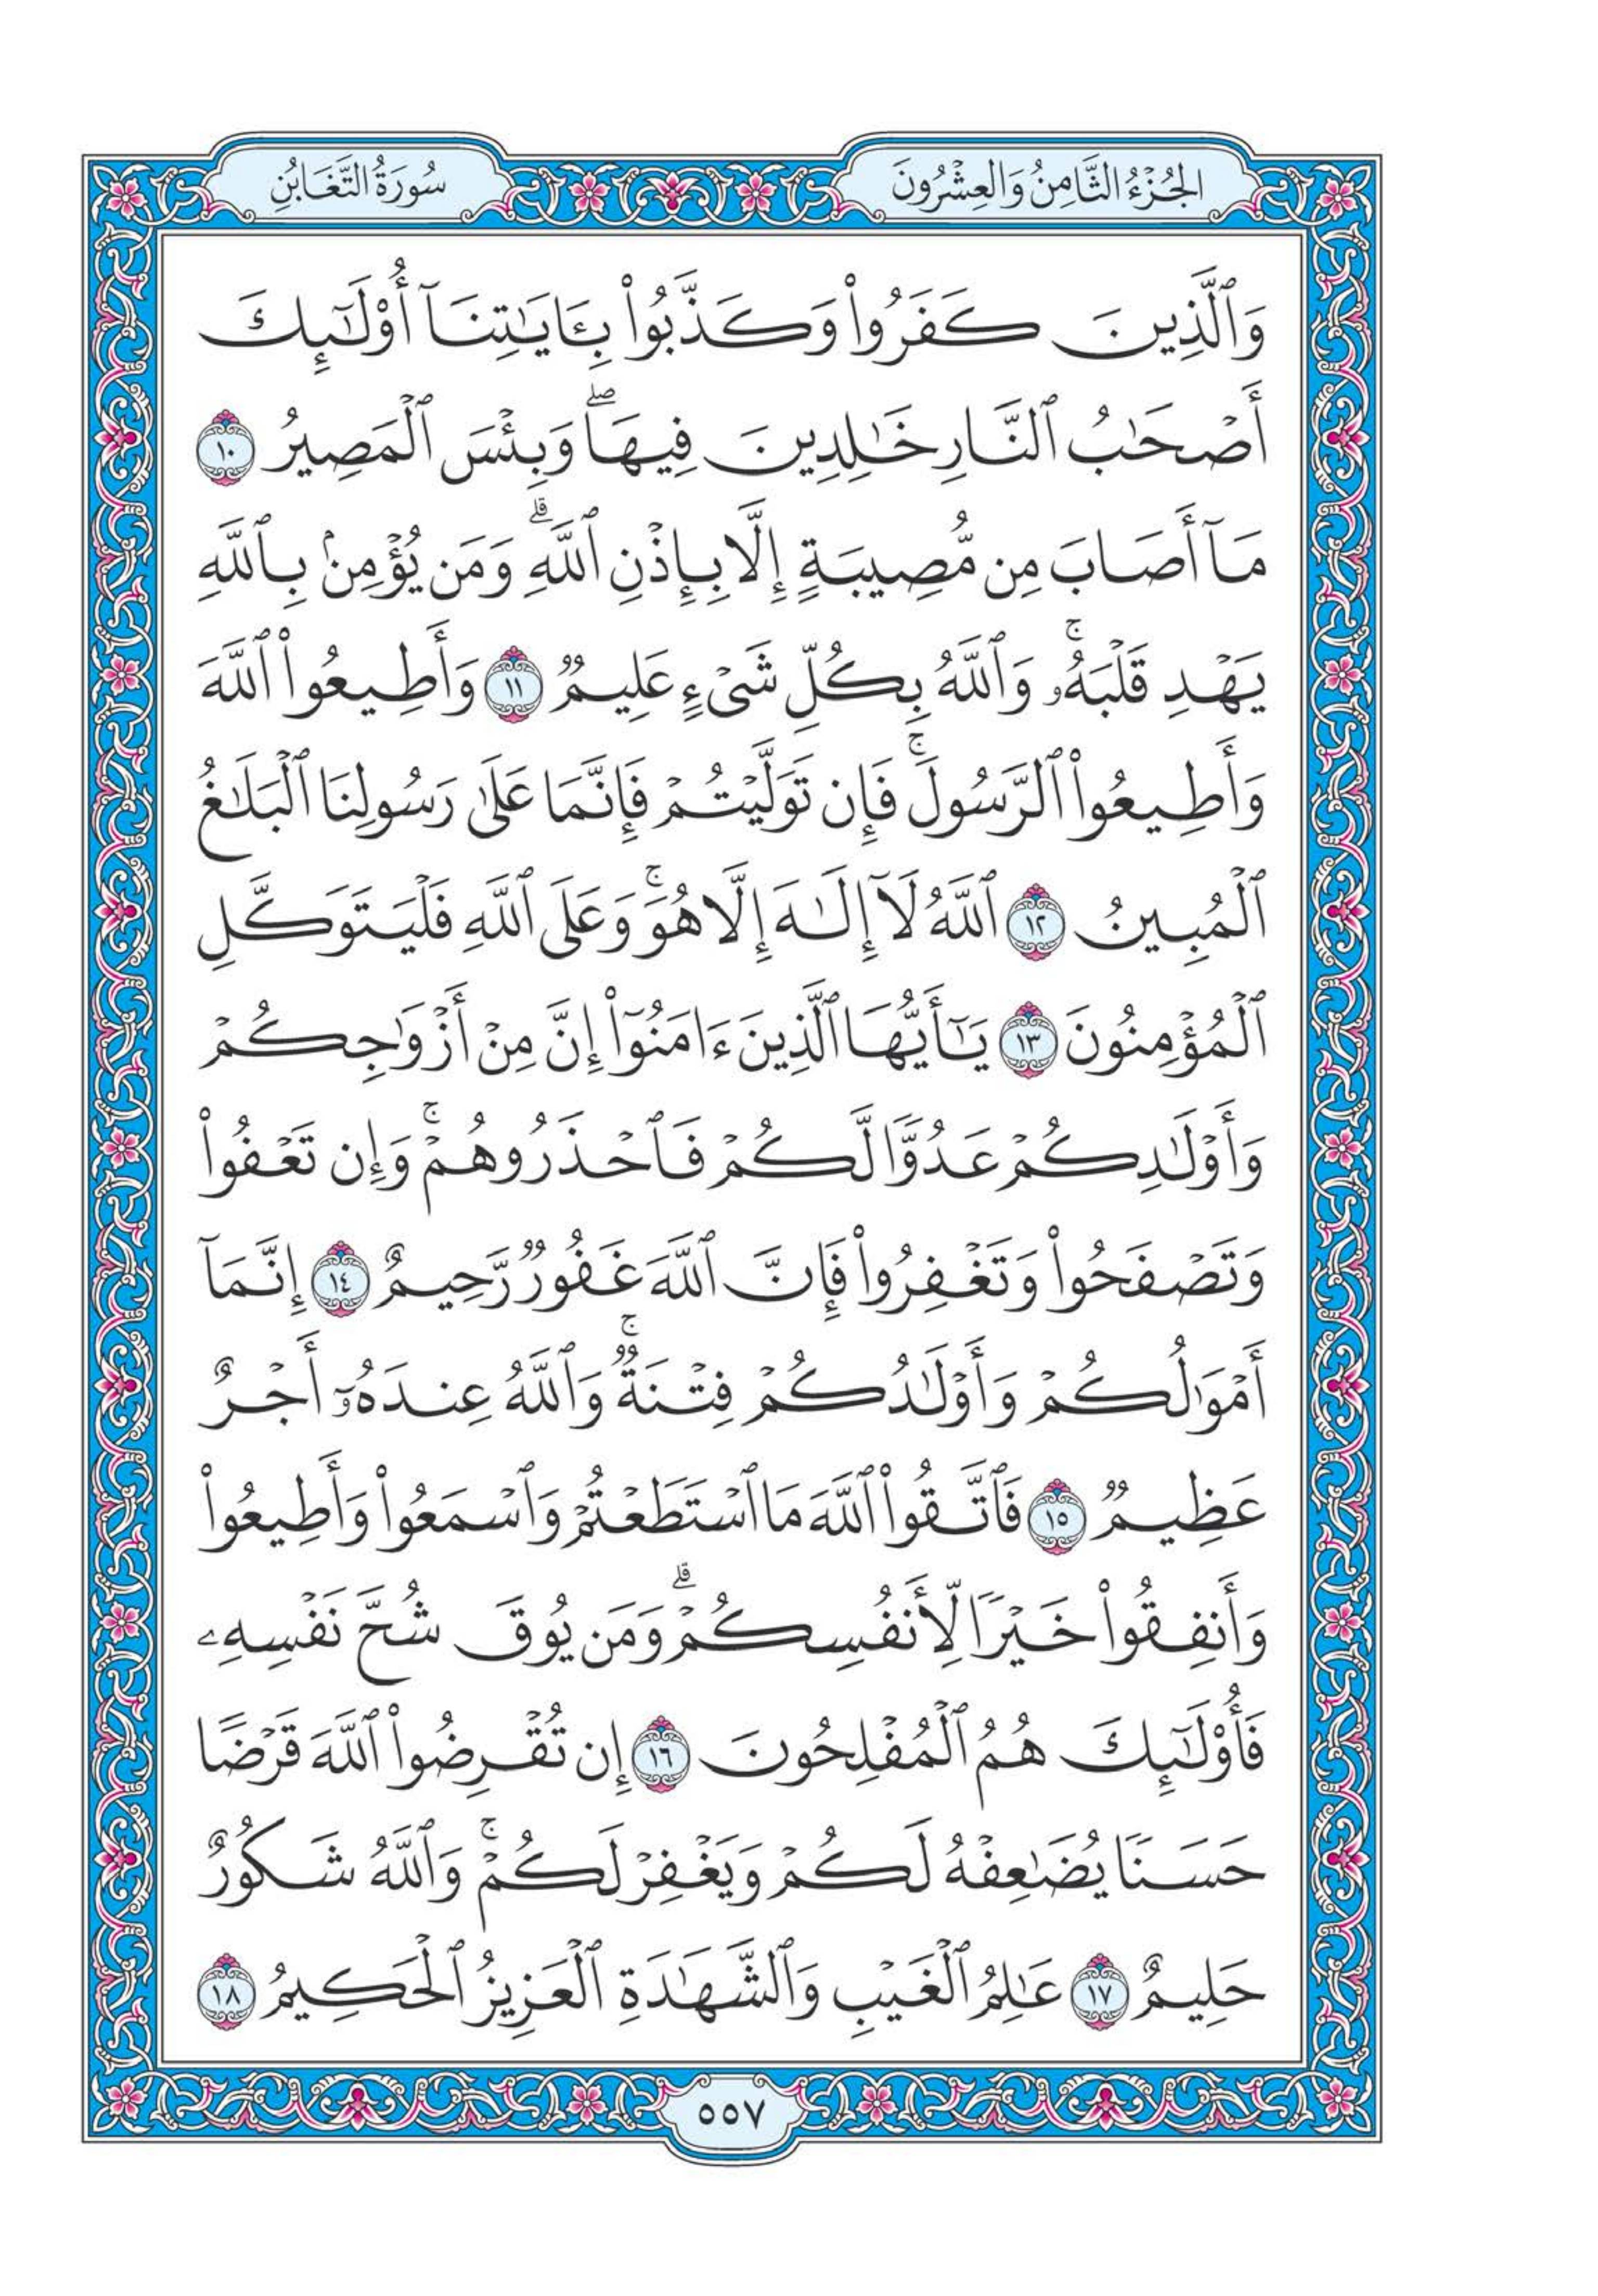 الجُزْءُ الثَّامِنُ وَالعِشْرُونَ
سُورَةُ التَّغَابُنِ
وَٱلَّذِينَ كَفَرُوا۟ وَكَذَّبُوا۟ بِـَٔايَـٰتِنَآ أُو۟لَـٰٓئِكَ
أَصْحَـٰبُ ٱلنَّارِ خَـٰلِدِينَ فِيهَا ۖ وَبِئْسَ ٱلْمَصِيرُ ١٠
مَآ أَصَابَ مِن مُّصِيبَةٍ إِلَّا بِإِذْنِ ٱللَّهِ ۗ وَمَن يُؤْمِنۢ بِٱللَّهِ
يَهْدِ قَلْبَهُۥ ۚ وَٱللَّهُ بِكُلِّ شَىْءٍ عَلِيمٌ ١١ وَأَطِيعُوا۟ ٱللَّهَ
وَأَطِيعُوا۟ ٱلرَّسُولَ ۚ فَإِن تَوَلَّيْتُمْ فَإِنَّمَا عَلَىٰ رَسُولِنَا ٱلْبَلَـٰغُ
ٱلْمُبِينُ ١٢ ٱللَّهُ لَآ إِلَـٰهَ إِلَّا هُوَ ۚ وَعَلَى ٱللَّهِ فَلْيَتَوَكَّلِ
ٱلْمُؤْمِنُونَ ١٣ يَـٰٓأَيُّهَا ٱلَّذِينَ ءَامَنُوٓا۟ إِنَّ مِنْ أَزْوَٰجِكُمْ
وَأَوْلَـٰدِكُمْ عَدُوًّا لَّكُمْ فَٱحْذَرُوهُمْ ۚ وَإِن تَعْفُوا۟
وَتَصْفَحُوا۟ وَتَغْفِرُوا۟ فَإِنَّ ٱللَّهَ غَفُورٌ رَّحِيمٌ ١٤ إِنَّمَآ
أَمْوَٰلُكُمْ وَأَوْلَـٰدُكُمْ فِتْنَةٌ ۚ وَٱللَّهُ عِندَهُۥٓ أَجْرٌ
عَظِيمٌ ١٥ فَٱتَّقُوا۟ ٱللَّهَ مَا ٱسْتَطَعْتُمْ وَٱسْمَعُوا۟ وَأَطِيعُوا۟
وَأَنفِقُوا۟ خَيْرًا لِّأَنفُسِكُمْ ۗ وَمَن يُوقَ شُحَّ نَفْسِهِۦ
فَأُو۟لَـٰٓئِكَ هُمُ ٱلْمُفْلِحُونَ ١٦ إِن تُقْرِضُوا۟ ٱللَّهَ قَرْضًا
حَسَنًا يُضَـٰعِفْهُ لَكُمْ وَيَغْفِرْ لَكُمْ ۚ وَٱللَّهُ شَكُورٌ
حَلِيمٌ ١٧ عَـٰلِمُ ٱلْغَيْبِ وَٱلشَّهَـٰدَةِ ٱلْعَزِيزُ ٱلْحَكِيمُ ١٨
٥٥٧